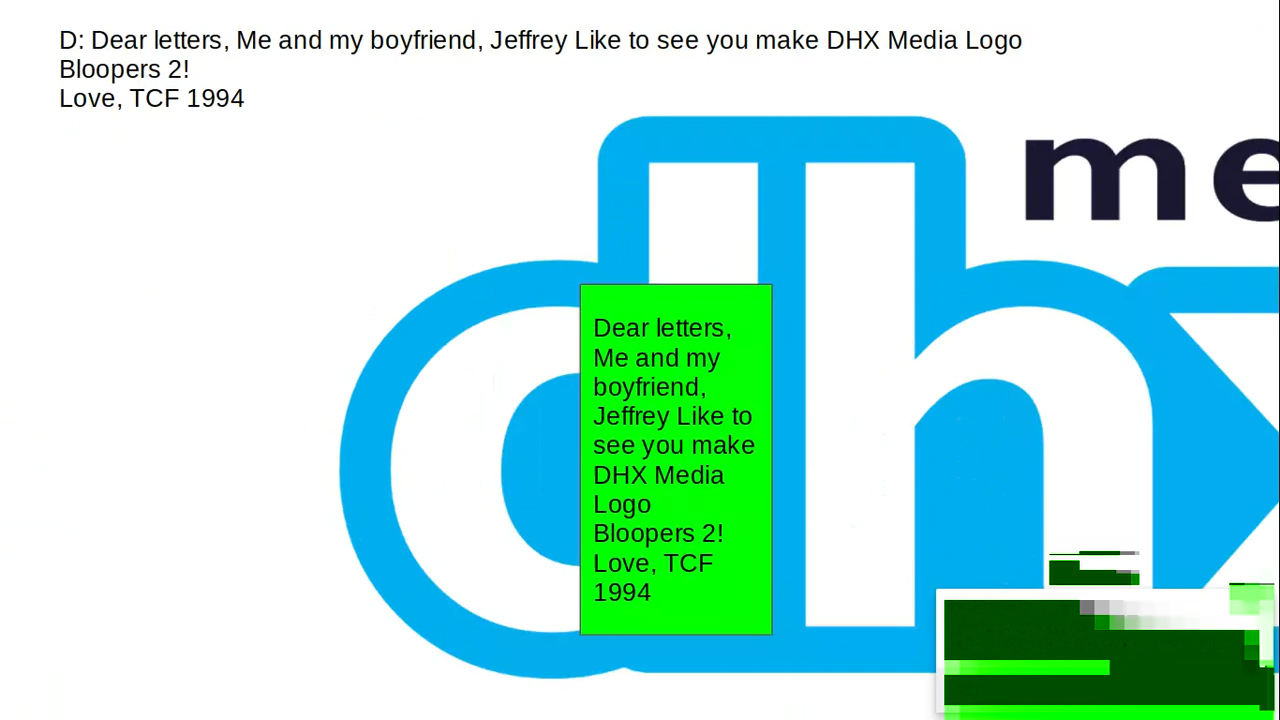 D: Dear letters, Me and my boyfriend, Jeffrey Like to see you make DHX Media Logo
Bloopers 2!
Love, TCF 1994
me
dhx
Dear letters,
Me and my
boyfriend,
Jeffrey Like to
see you make
DHX Media
Logo
Bloopers 2!
Love, TCF
1994